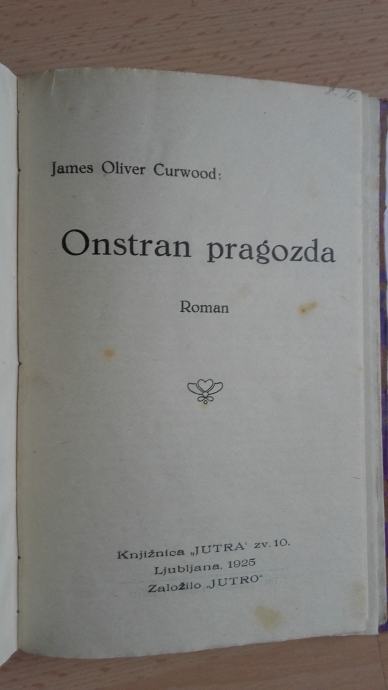 James Oliver Curwood:
Onstran pragozda
Roman
Knjižnica „JUTRA‘ zv. 10.
Ljubljana, 1925
Založilo „JUTRO“